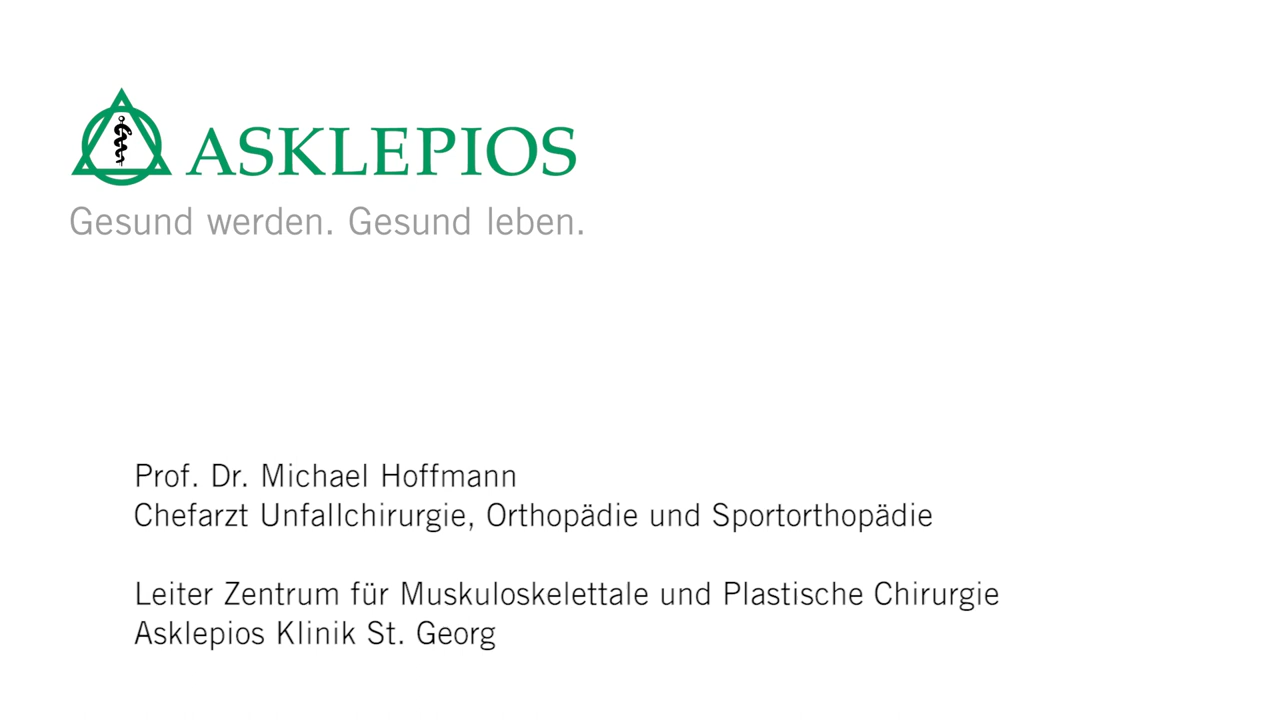 ASKLEPIOS
Gesund werden. Gesund leben.
Prof. Dr. Michael Hoffmann
Chefarzt Unfallchirurgie, Orthopädie und Sportorthopädie
Leiter Zentrum für Muskuloskelettale und Plastische Chirurgie
Asklepios Klinik St. Georg